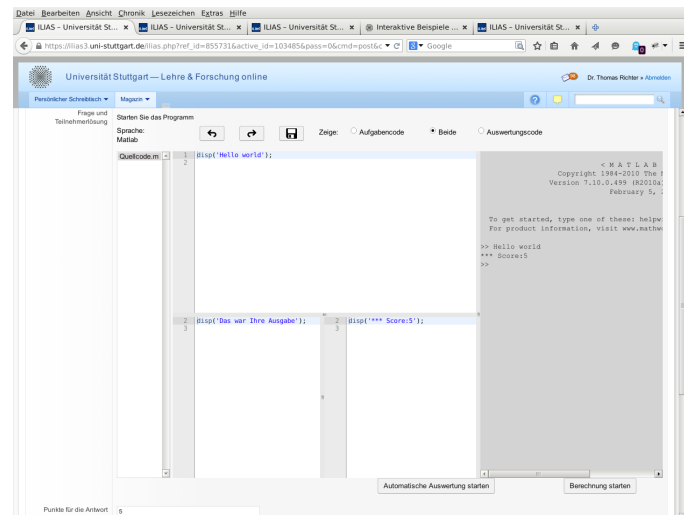 Datei Bearbeiten Ansicht Chronik Lesezeichen Extras Hilfe
ILIAS – Universität St... ILIAS – Universität St... ILIAS – Universität St... Interaktive Beispiele ... ILIAS – Universität St...
https://ilias3.uni-stuttgart.de/ilias.php?ref_id=855731&active_id=103485&pass=0&cmd=post&c Google
Universität Stuttgart — Lehre & Forschung online
Dr. Thomas Richter » Abmelden
Persönlicher Schreibtisch Magazin
Frage und Teilnehmerlösung
Starten Sie das Programm
Sprache:
Matlab
Zeige: Aufgabencode Beide Auswertungscode
Quellcode.m
1 disp('Hello world');
2
< M A T L A B
Copyright 1984-2010 The
Version 7.10.0.499 (R2010a
February 5,
To get started, type one of these: helpw
For product information, visit www.mathw
>> Hello world
*** Score:5
>>
2 disp('Das war Ihre Ausgabe');
3
2 disp('*** Score:5');
3
Automatische Auswertung starten
Berechnung starten
Punkte für die Antwort 5